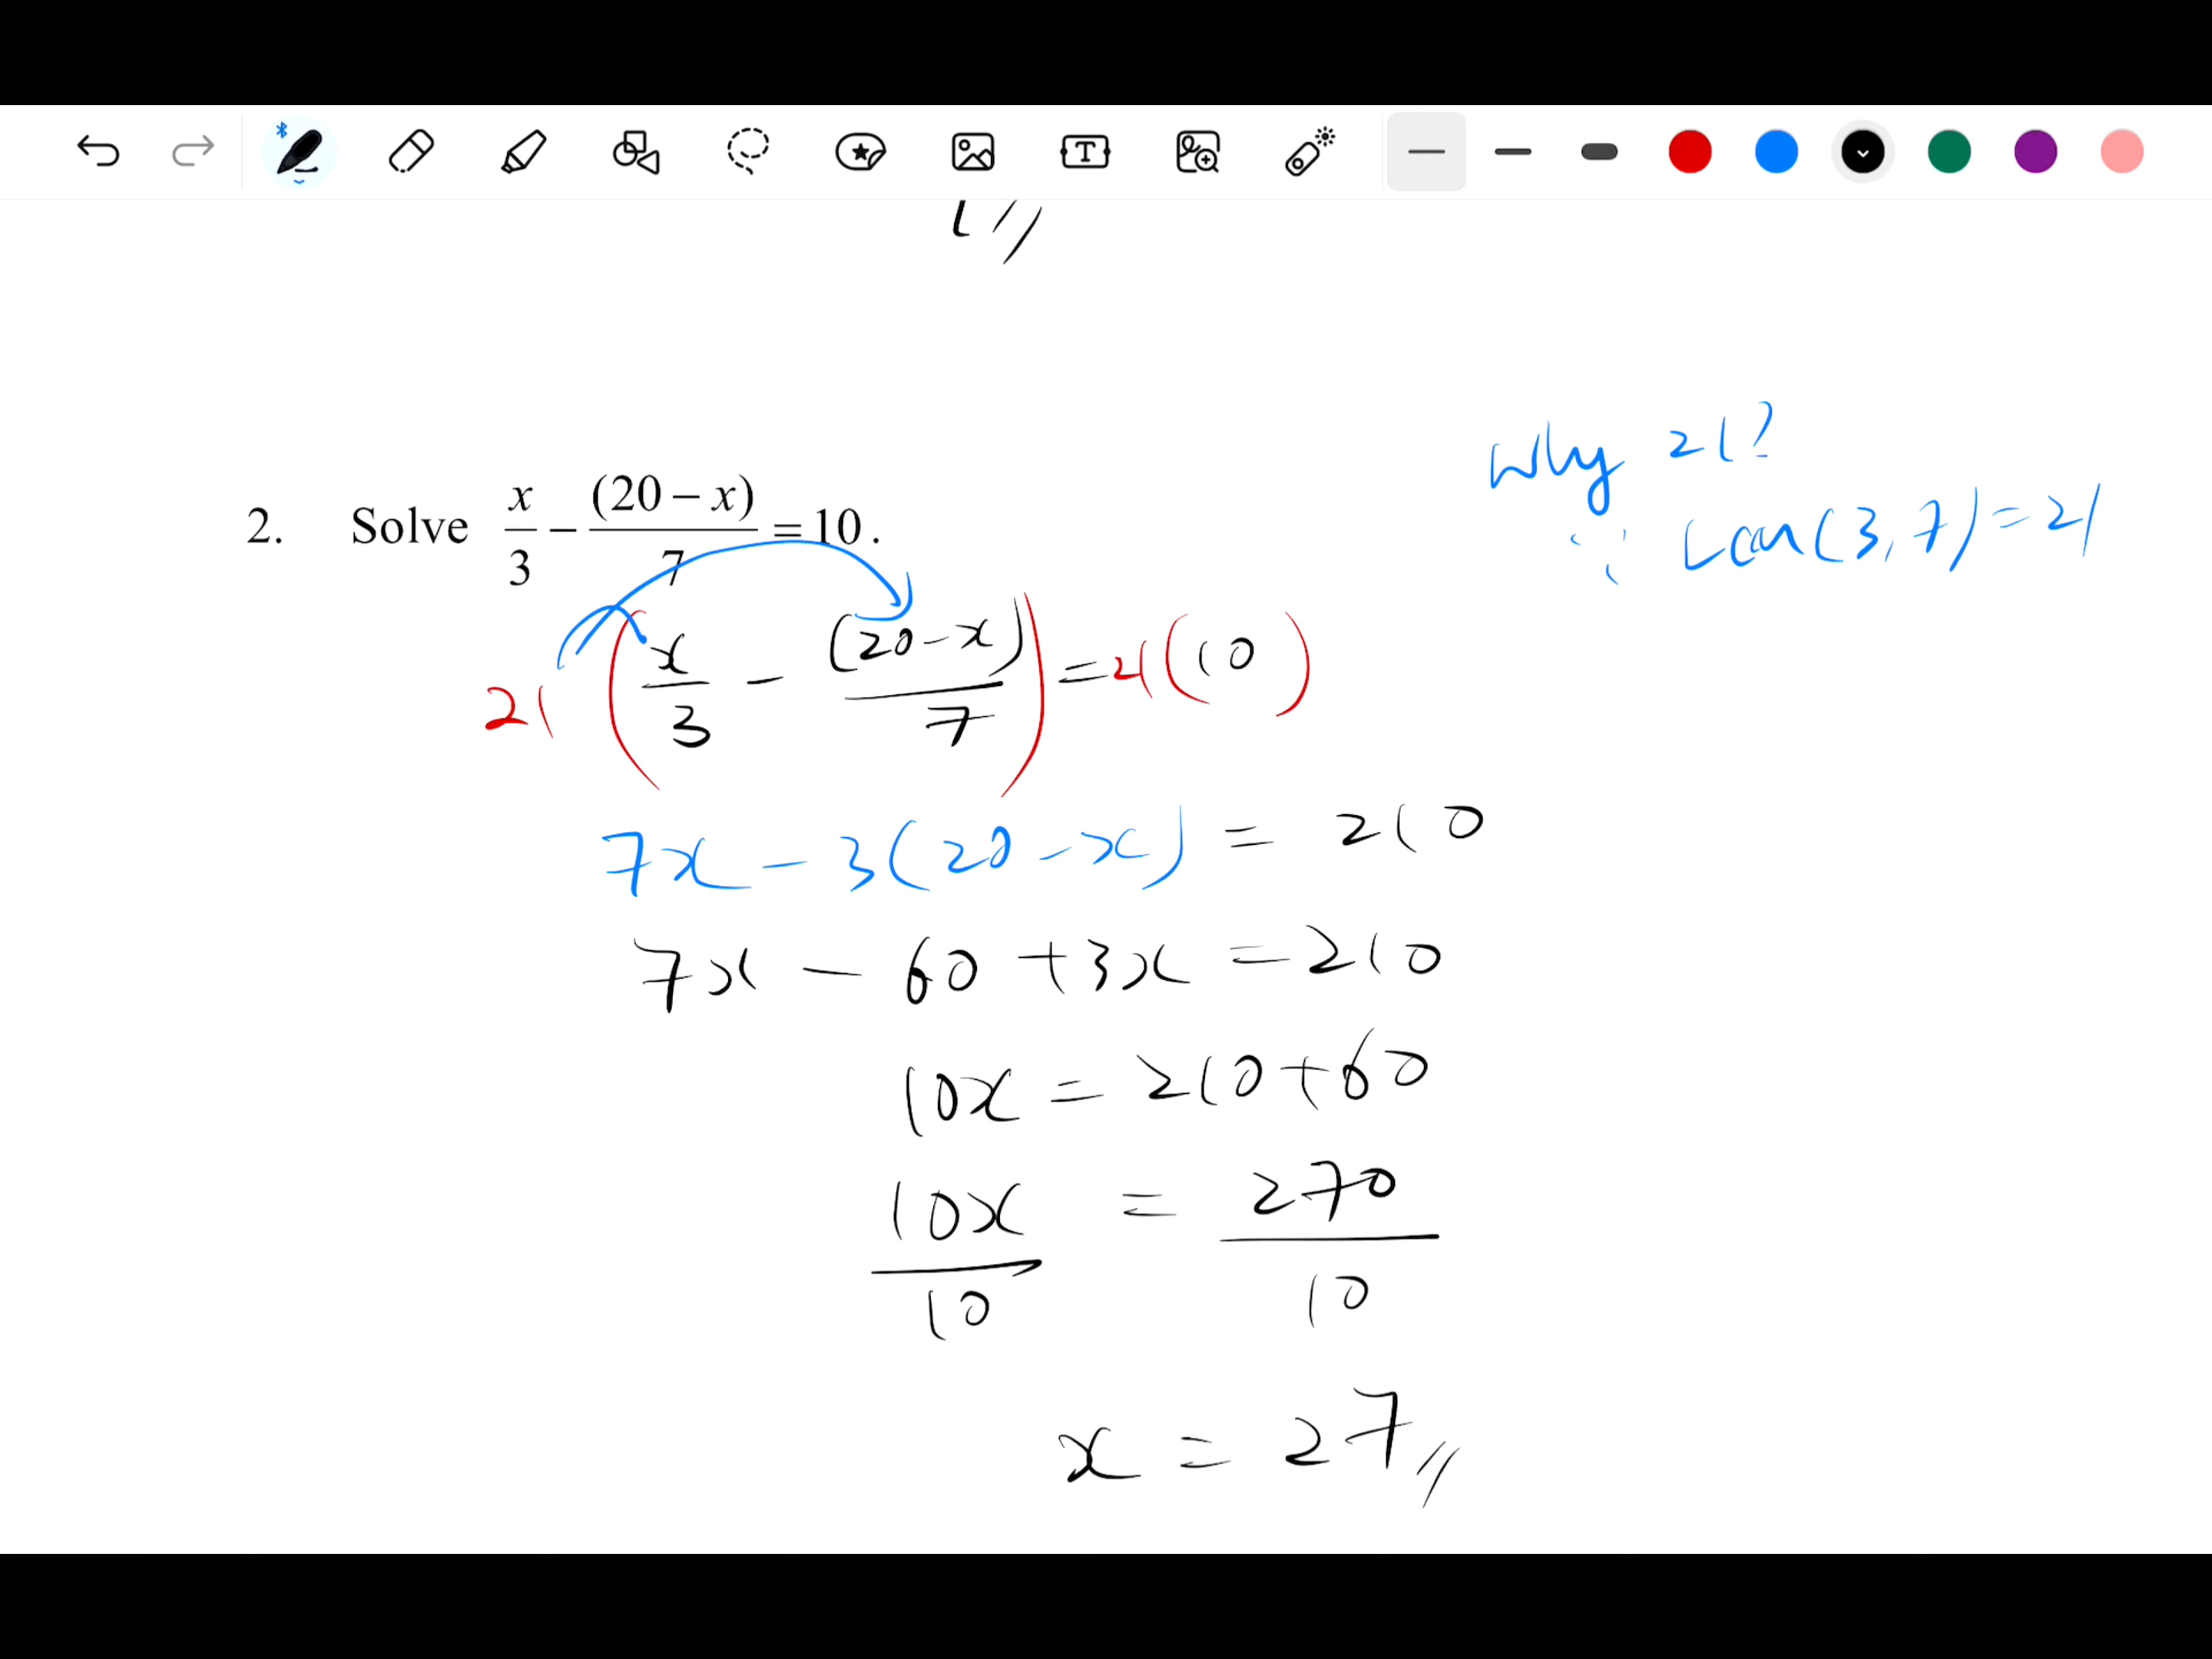 Why 21?
2. Solve x/3 − (20 − x)/7 = 10.
∵ Lcm(3,7)=21
21(x/3 − (20−x)/7) = 21(10)
7x − 3(20−x) = 210
7x − 60 + 3x = 210
10x = 210+60
10x/10 = 270/10
x = 27